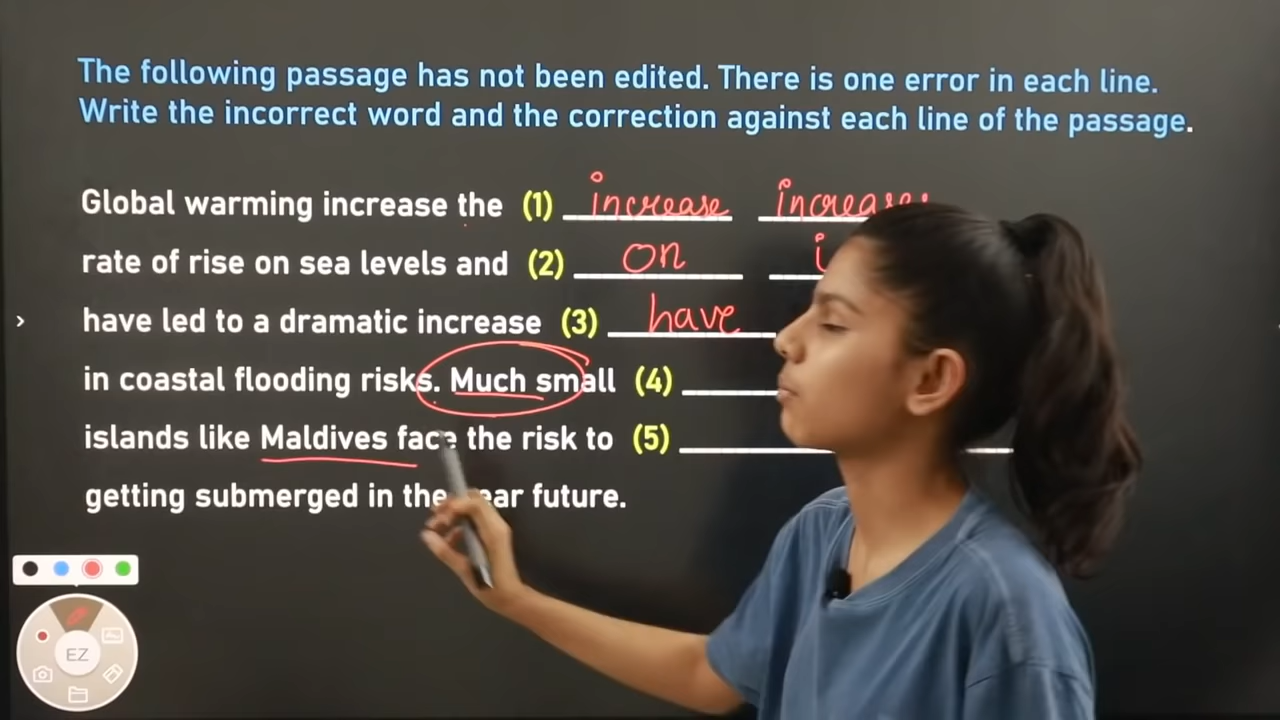 The following passage has not been edited. There is one error in each line.
Write the incorrect word and the correction against each line of the passage.
Global warming increase the (1) increase increases
rate of rise on sea levels and (2) on
have led to a dramatic increase (3) have
in coastal flooding risks. Much small (4)
islands like Maldives face the risk to (5)
getting submerged in the near future.
EZ